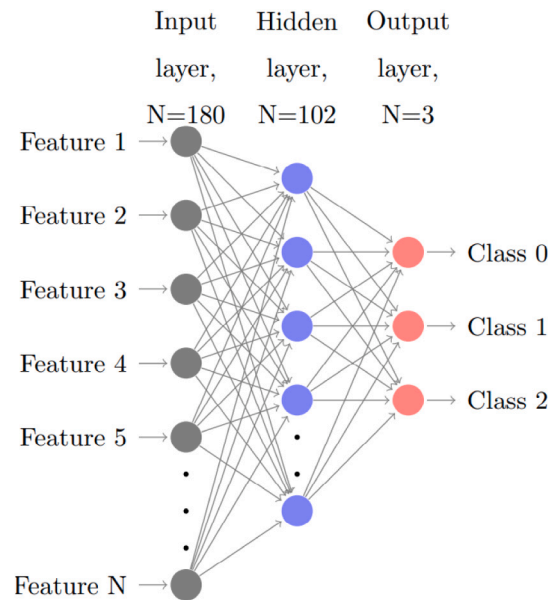 Input Hidden Output
layer, layer, layer,
N=180 N=102 N=3
Feature 1
Feature 2
Feature 3
Feature 4
Feature 5
Feature N
Class 0
Class 1
Class 2